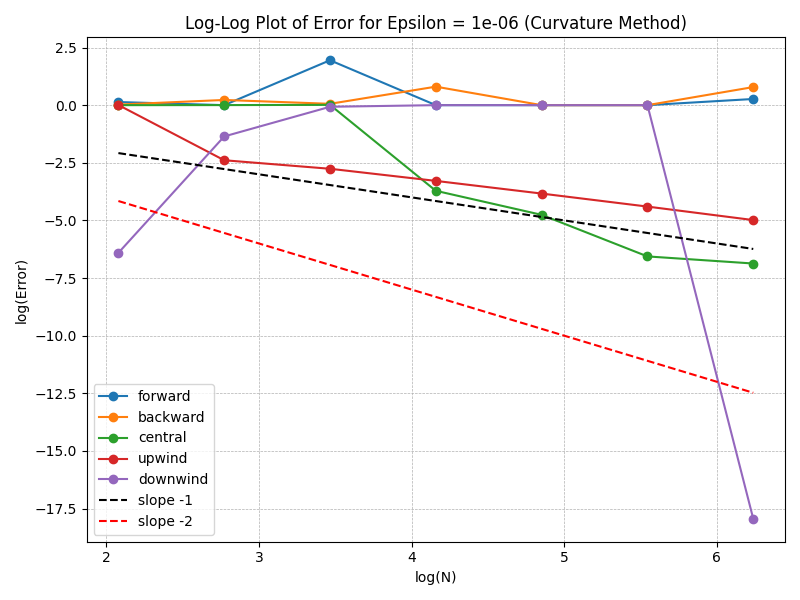 Log-Log Plot of Error for Epsilon = 1e-06 (Curvature Method)
log(Error)
2.5
0.0
−2.5
−5.0
−7.5
−10.0
−12.5
−15.0
−17.5
forward
backward
central
upwind
downwind
slope -1
slope -2
2
3
4
5
6
log(N)